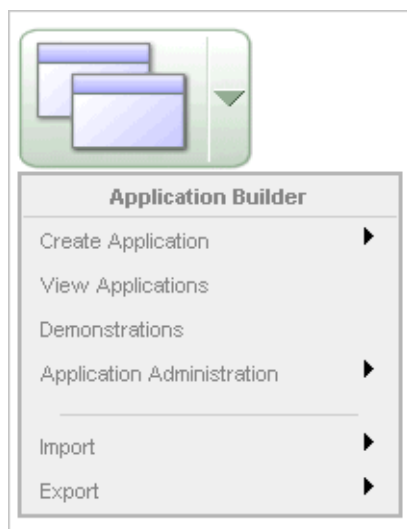 Application Builder
Create Application
View Applications
Demonstrations
Application Administration
Import
Export